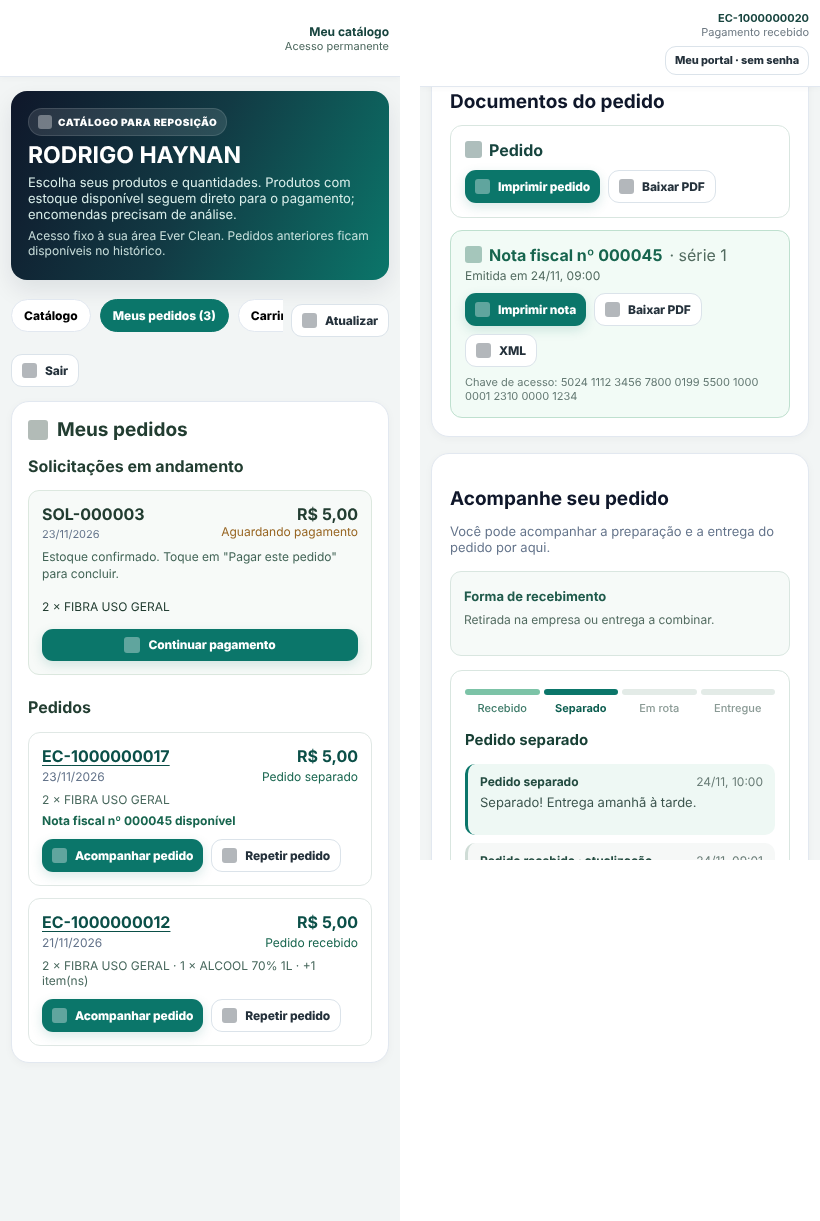 Meu catálogo
Acesso permanente
CATÁLOGO PARA REPOSIÇÃO
RODRIGO HAYNAN
Escolha seus produtos e quantidades. Produtos com
estoque disponível seguem direto para o pagamento;
encomendas precisam de análise.
Acesso fixo à sua área Ever Clean. Pedidos anteriores ficam
disponíveis no histórico.
Catálogo
Meus pedidos (3)
Carrin
Atualizar
Sair
Meus pedidos
Solicitações em andamento
SOL-000003
R$ 5,00
23/11/2026
Aguardando pagamento
Estoque confirmado. Toque em "Pagar este pedido"
para concluir.
2 × FIBRA USO GERAL
Continuar pagamento
Pedidos
EC-1000000017
R$ 5,00
23/11/2026
Pedido separado
2 × FIBRA USO GERAL
Nota fiscal nº 000045 disponível
Acompanhar pedido
Repetir pedido
EC-1000000012
R$ 5,00
21/11/2026
Pedido recebido
2 × FIBRA USO GERAL · 1 × ALCOOL 70% 1L · +1
item(ns)
Acompanhar pedido
Repetir pedido
EC-1000000020
Pagamento recebido
Meu portal · sem senha
Documentos do pedido
Pedido
Imprimir pedido
Baixar PDF
Nota fiscal nº 000045 · série 1
Emitida em 24/11, 09:00
Imprimir nota
Baixar PDF
XML
Chave de acesso: 5024 1112 3456 7800 0199 5500 1000
0001 2310 0000 1234
Acompanhe seu pedido
Você pode acompanhar a preparação e a entrega do
pedido por aqui.
Forma de recebimento
Retirada na empresa ou entrega a combinar.
Recebido
Separado
Em rota
Entregue
Pedido separado
Pedido separado
24/11, 10:00
Separado! Entrega amanhã à tarde.
Pedido recebido · atualização
24/11, 09:01